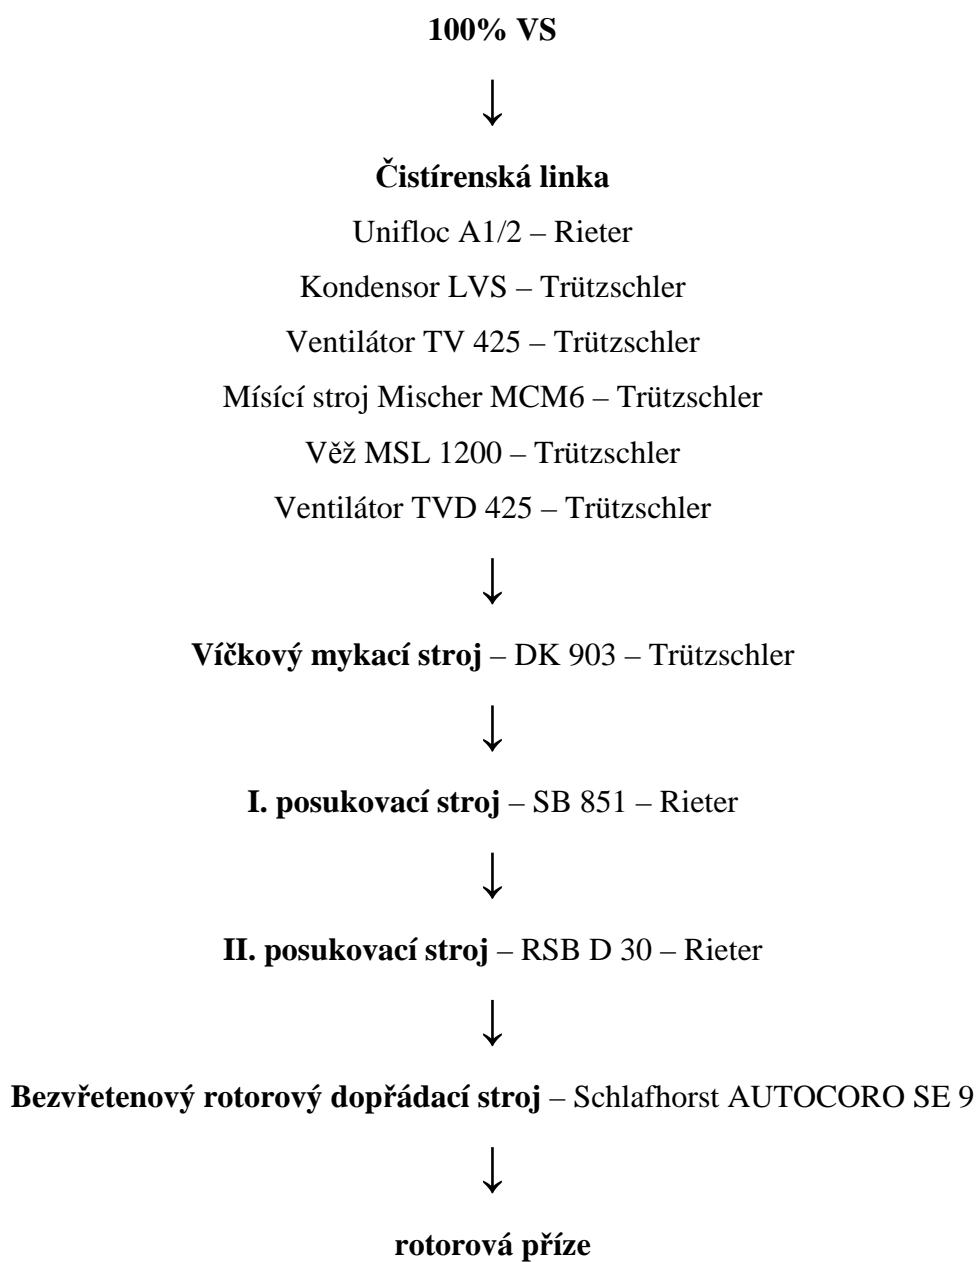 100% VS
↓
Čistírenská linka
Unifloc A1/2 – Rieter
Kondensor LVS – Trützschler
Ventilátor TV 425 – Trützschler
Mísící stroj Mischer MCM6 – Trützschler
Věž MSL 1200 – Trützschler
Ventilátor TVD 425 – Trützschler
↓
Víčkový mykací stroj – DK 903 – Trützschler
↓
I. posukovací stroj – SB 851 – Rieter
↓
II. posukovací stroj – RSB D 30 – Rieter
↓
Bezvřetenový rotorový dopřádací stroj – Schlafhorst AUTOCORO SE 9
↓
rotorová příze